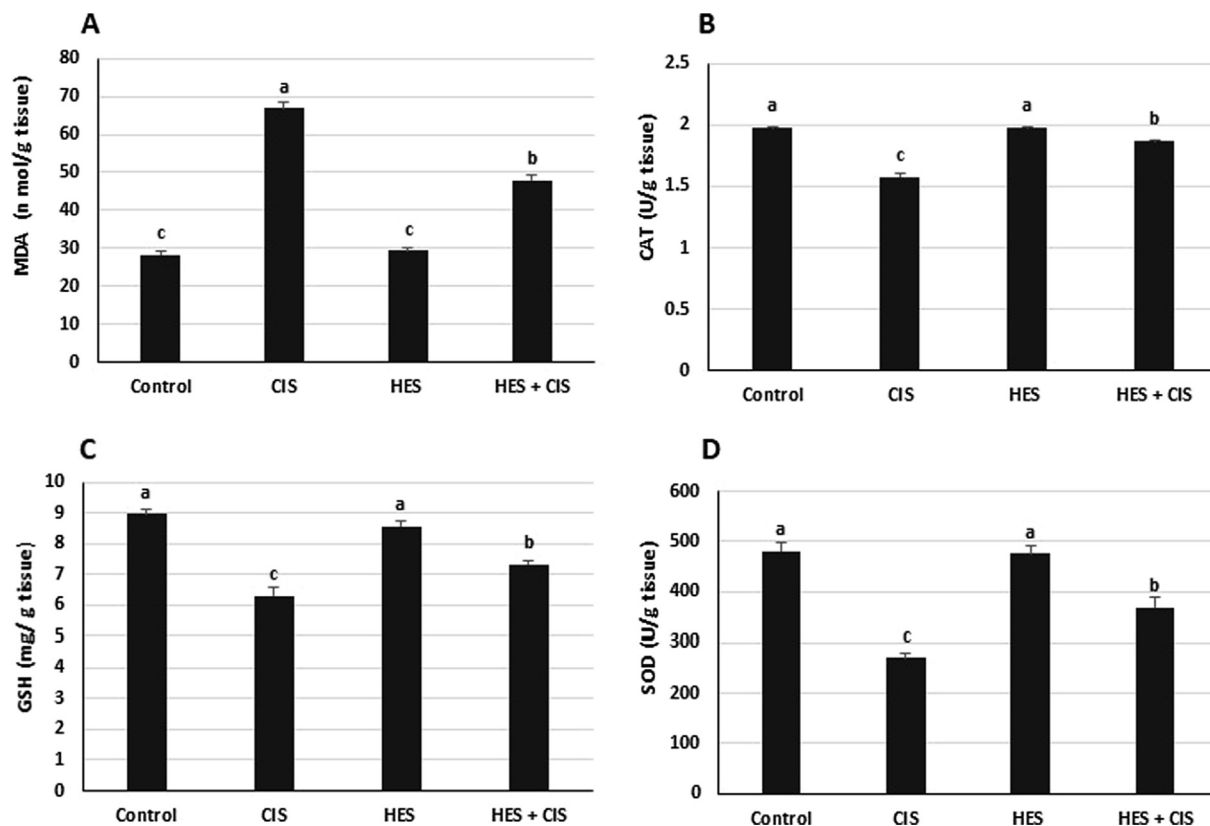 A
MDA (n mol/g tissue)
80
70
60
50
40
30
20
10
0
c
a
c
b
Control CIS HES HES + CIS
B
CAT (U/g tissue)
2.5
2
1.5
1
0.5
0
a
c
a
b
Control CIS HES HES + CIS
C
GSH (mg/ g tissue)
10
9
8
7
6
5
4
3
2
1
0
a
c
a
b
Control CIS HES HES + CIS
D
SOD (U/g tissue)
600
500
400
300
200
100
0
a
c
a
b
Control CIS HES HES + CIS